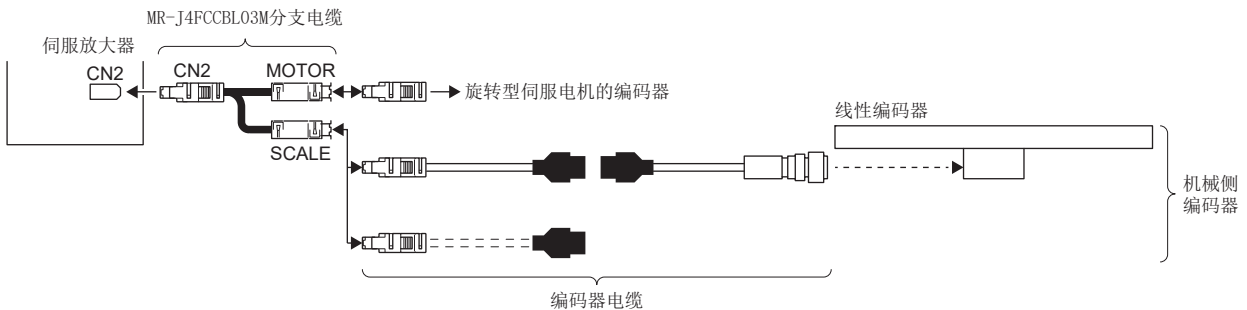 MR-J4FCCBL03M分支电缆
伺服放大器
CN2
CN2
MOTOR
旋转型伺服电机的编码器
SCALE
线性编码器
机械侧
编码器
编码器电缆